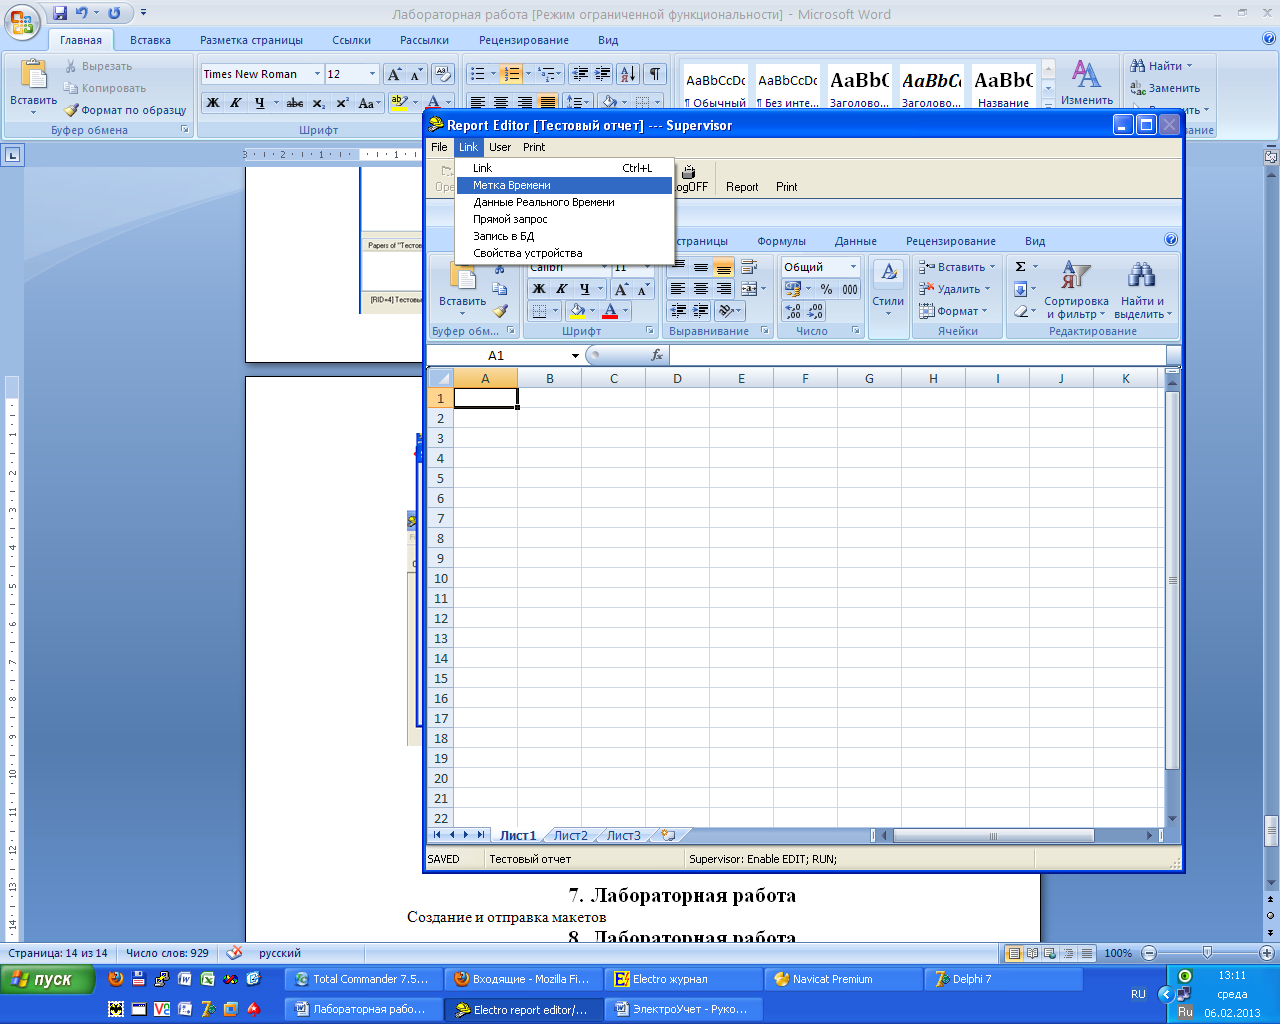 Лабораторная работа [Режим ограниченной функциональности] - Microsoft Word
Главная Вставка Разметка страницы Ссылки Рассылки Рецензирование Вид
Вставить
Вырезать
Копировать
Формат по образцу
Буфер обмена
Times New Roman 12
Шрифт
AaBbCcDc AaBbCcDc AaBbC AaBbC AaBbC
¶ Обычный ¶ Без инте... Заголово... Заголово... Название
Изменить
Найти
Заменить
Report Editor [Тестовый отчет] --- Supervisor
File Link User Print
Link Ctrl+L
Метка Времени
Данные Реального Времени
Прямой запрос
Запись в БД
Свойства устройства
Report Print
Формулы Данные Рецензирование Вид
Вставить
Calibri 11
Общий
Стили
Вставить
Удалить
Формат
Сортировка и фильтр
Найти и выделить
Буфер обм... Шрифт Выравнивание Число Ячейки Редактирование
A1
A B C D E F G H I J K
1
2
3
4
5
6
7
8
9
10
11
12
13
14
15
16
17
18
19
20
21
22
Лист1 Лист2 Лист3
SAVED Тестовый отчет Supervisor: Enable EDIT; RUN;
7. Лабораторная работа
Создание и отправка макетов
8. Лабораторная работа
Страница: 14 из 14 Число слов: 929 русский 100%
пуск
Total Commander 7.5... Входящие - Mozilla Fi... Electro журнал Navicat Premium Delphi 7
Лабораторная рабо... Electro report editor/... ЭлектроУчет - Руко...
RU
13:11
среда
06.02.2013